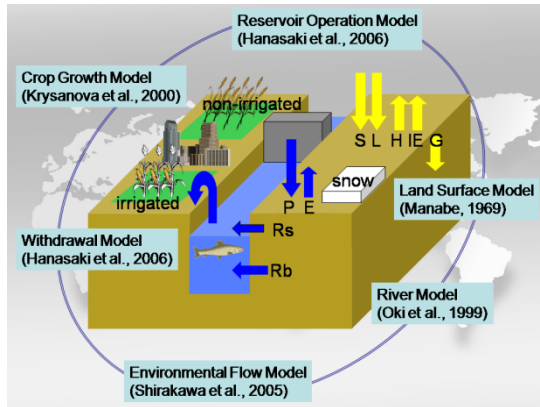 Reservoir Operation Model
(Hanasaki et al., 2006)
Crop Growth Model
(Krysanova et al., 2000)
non-irrigated
S L H lE G
irrigated
snow
P E
Land Surface Model
(Manabe, 1969)
Withdrawal Model
(Hanasaki et al., 2006)
Rs
Rb
River Model
(Oki et al., 1999)
Environmental Flow Model
(Shirakawa et al., 2005)